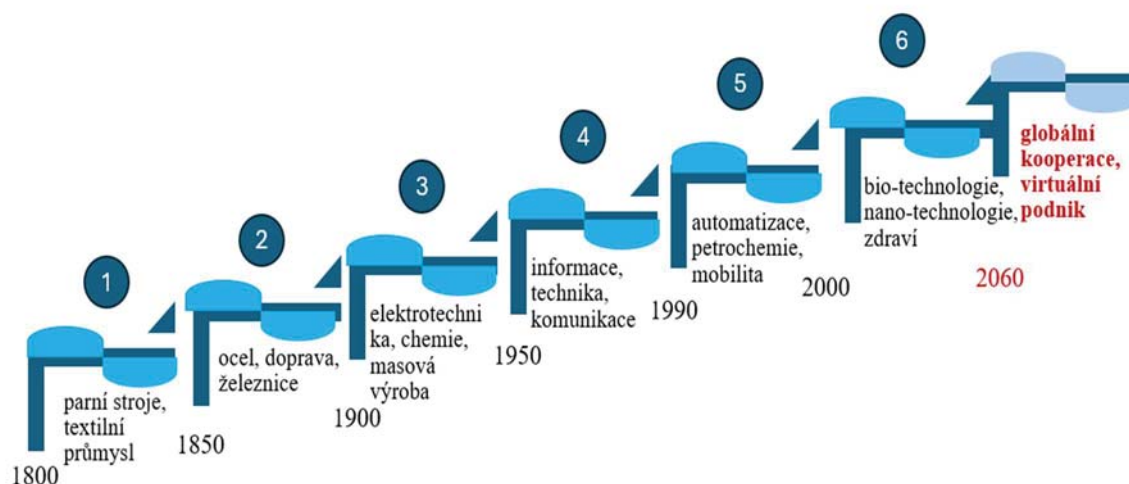 1
parní stroje,
textilní
průmysl
1800
2
ocel, doprava,
železnice
1850
3
elektrotechni
ka, chemie,
masová
výroba
1900
4
informace,
technika,
komunikace
1950
5
automatizace,
petrochemie,
mobilita
1990
6
bio-technologie,
nano-technologie,
zdraví
2000
globální
kooperace,
virtuální
podnik
2060